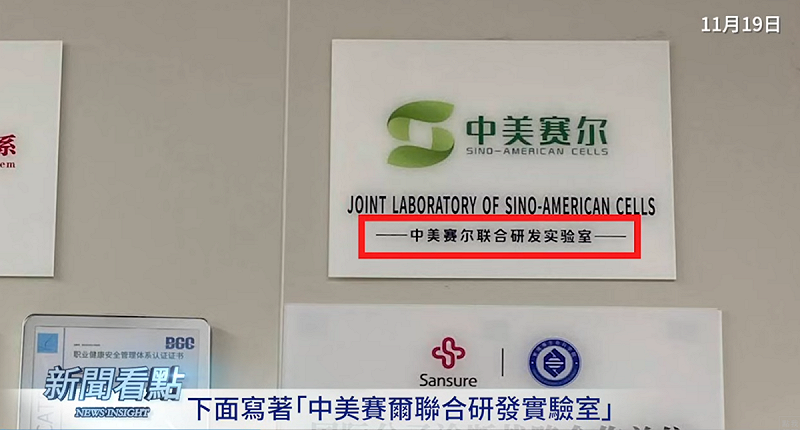 11月19日
系
em
中美赛尔
SINO-AMERICAN CELLS
JOINT LABORATORY OF SINO-AMERICAN CELLS
中美赛尔联合研发实验室
职业健康安全管理体系认证证书
Sansure
新聞看點
NEWS INSIGHT
下面寫著「中美賽爾聯合研發實驗室」